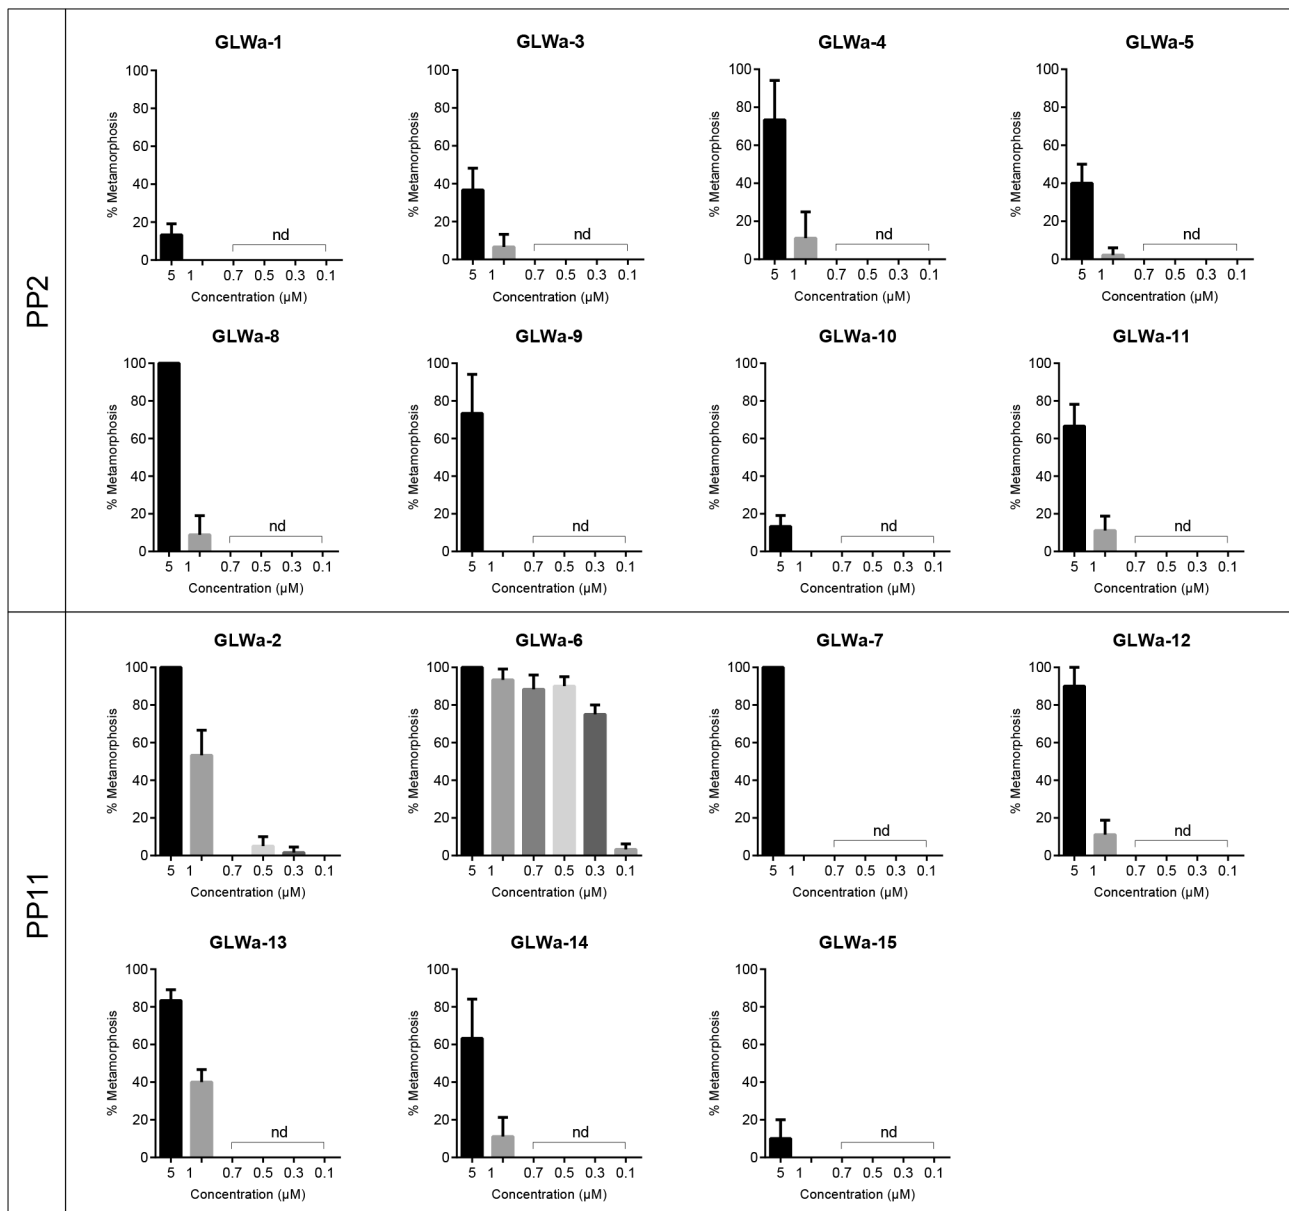 PP2
GLWa-1
% Metamorphosis
100
80
60
40
20
0
nd
5 1 0.7 0.5 0.3 0.1
Concentration (µM)
GLWa-3
% Metamorphosis
100
80
60
40
20
0
nd
5 1 0.7 0.5 0.3 0.1
Concentration (µM)
GLWa-4
% Metamorphosis
100
80
60
40
20
0
nd
5 1 0.7 0.5 0.3 0.1
Concentration (µM)
GLWa-5
% Metamorphosis
100
80
60
40
20
0
nd
5 1 0.7 0.5 0.3 0.1
Concentration (µM)
GLWa-8
% Metamorphosis
100
80
60
40
20
0
nd
5 1 0.7 0.5 0.3 0.1
Concentration (µM)
GLWa-9
% Metamorphosis
100
80
60
40
20
0
nd
5 1 0.7 0.5 0.3 0.1
Concentration (µM)
GLWa-10
% Metamorphosis
100
80
60
40
20
0
nd
5 1 0.7 0.5 0.3 0.1
Concentration (µM)
GLWa-11
% Metamorphosis
100
80
60
40
20
0
nd
5 1 0.7 0.5 0.3 0.1
Concentration (µM)
PP11
GLWa-2
% Metamorphosis
100
80
60
40
20
0
5 1 0.7 0.5 0.3 0.1
Concentration (µM)
GLWa-6
% Metamorphosis
100
80
60
40
20
0
5 1 0.7 0.5 0.3 0.1
Concentration (µM)
GLWa-7
% Metamorphosis
100
80
60
40
20
0
nd
5 1 0.7 0.5 0.3 0.1
Concentration (µM)
GLWa-12
% Metamorphosis
100
80
60
40
20
0
nd
5 1 0.7 0.5 0.3 0.1
Concentration (µM)
GLWa-13
% Metamorphosis
100
80
60
40
20
0
nd
5 1 0.7 0.5 0.3 0.1
Concentration (µM)
GLWa-14
% Metamorphosis
100
80
60
40
20
0
nd
5 1 0.7 0.5 0.3 0.1
Concentration (µM)
GLWa-15
% Metamorphosis
100
80
60
40
20
0
nd
5 1 0.7 0.5 0.3 0.1
Concentration (µM)